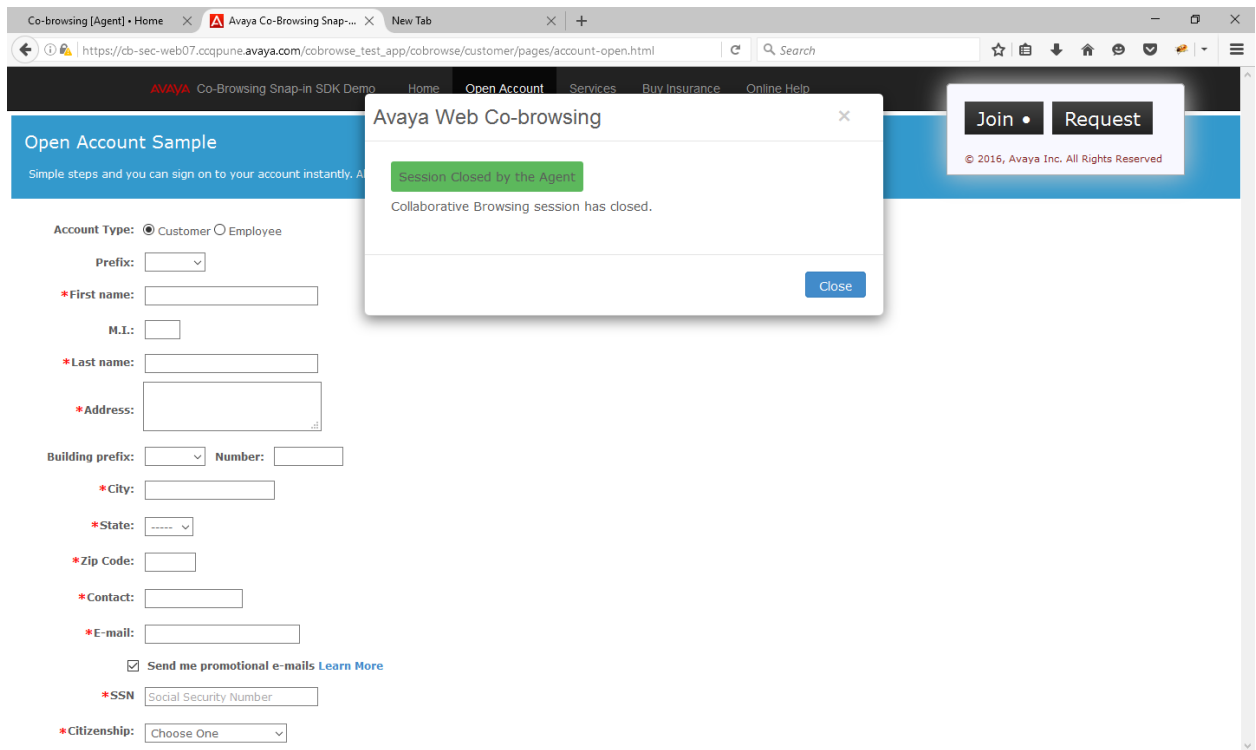 Co-browsing [Agent] • Home
Avaya Co-Browsing Snap-...
New Tab
https://cb-sec-web07.ccqpune.avaya.com/cobrowse_test_app/cobrowse/customer/pages/account-open.html
Search
AVAYA Co-Browsing Snap-in SDK Demo Home Open Account Services Buy Insurance Online Help
Join • Request
© 2016, Avaya Inc. All Rights Reserved
Avaya Web Co-browsing ×
Session Closed by the Agent
Collaborative Browsing session has closed.
Close
Open Account Sample
Simple steps and you can sign on to your account instantly.
Account Type: Customer Employee
Prefix:
*First name:
M.I.:
*Last name:
*Address:
Building prefix: Number:
*City:
*State: -----
*Zip Code:
*Contact:
*E-mail:
Send me promotional e-mails Learn More
*SSN Social Security Number
*Citizenship: Choose One